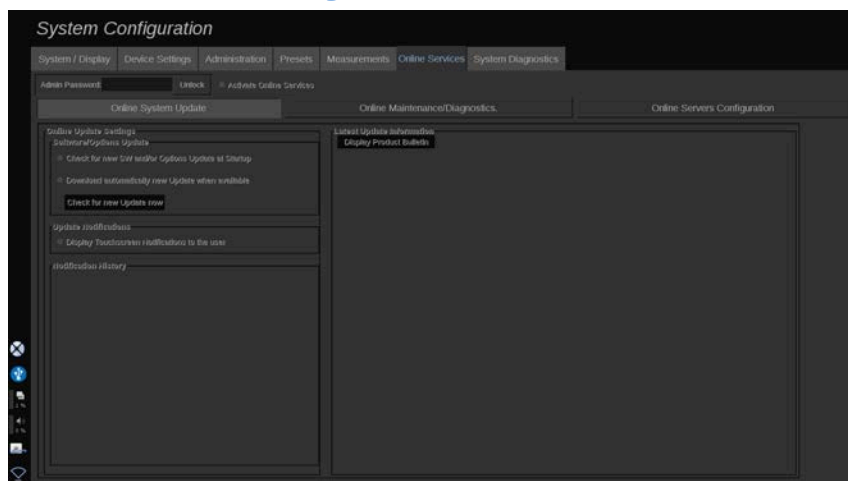 System Configuration
System / Display Device Settings Administration Presets Measurements Online Services System Diagnostics
Admin Password: Unlock Activate Online Services
Online System Update Online Maintenance/Diagnostics. Online Servers Configuration
Online Update Settings
Software/Options Update
Check for new SW and/or Options Update at Startup
Download automatically new Update when available
Check for new Update now
Update Notifications
Display Touchscreen Notifications to the user
Notification History
Latest Update Information
Display Product Bulletin